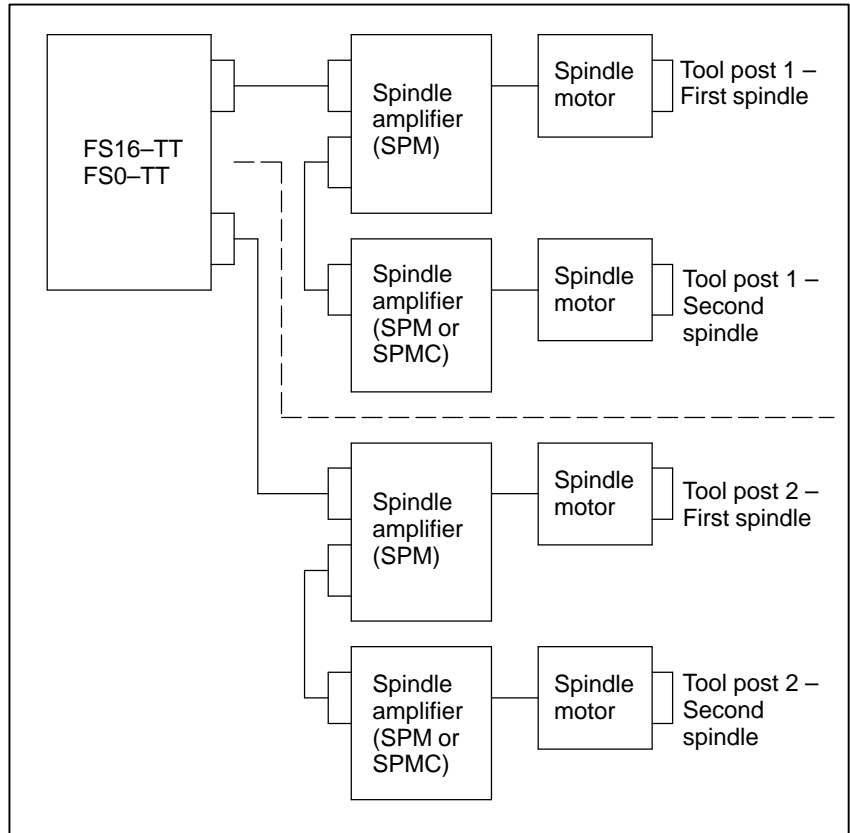 FS16–TT
FS0–TT
Spindle
amplifier
(SPM)
Spindle
motor
Tool post 1 –
First spindle
Spindle
amplifier
(SPM or
SPMC)
Spindle
motor
Tool post 1 –
Second
spindle
Spindle
amplifier
(SPM)
Spindle
motor
Tool post 2 –
First spindle
Spindle
amplifier
(SPM or
SPMC)
Spindle
motor
Tool post 2 –
Second
spindle